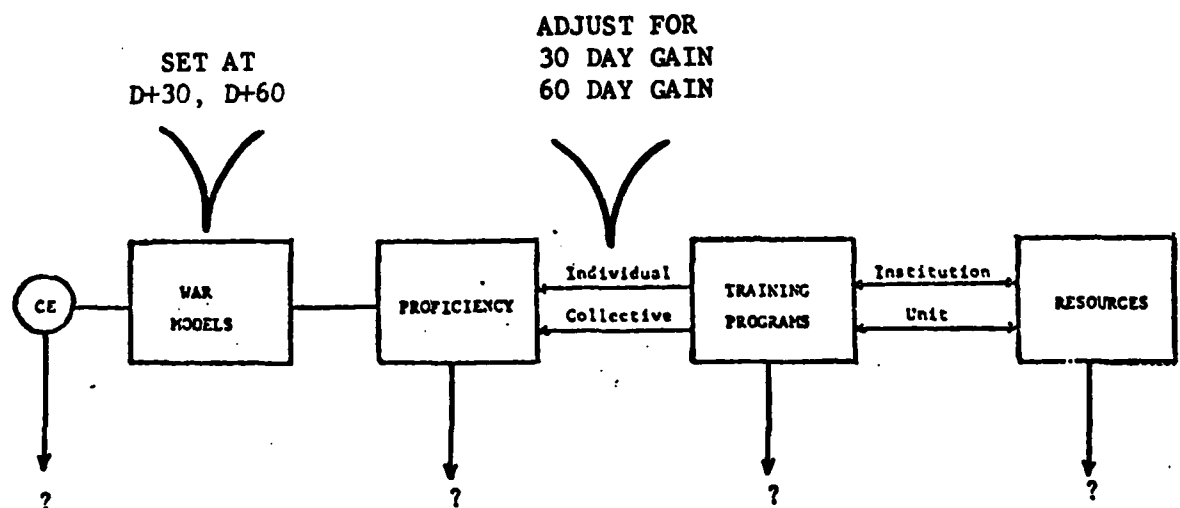 SET AT
D+30, D+60
ADJUST FOR
30 DAY GAIN
60 DAY GAIN
CE
WAR
MODELS
PROFICIENCY
Individual
Collective
TRAINING
PROGRAMS
Institution
Unit
RESOURCES
?
?
?
?